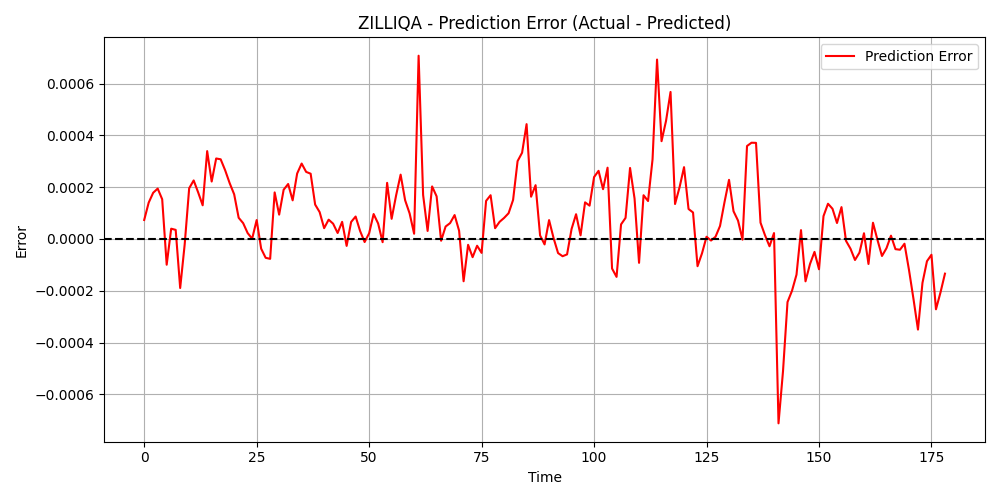 ZILLIQA - Prediction Error (Actual - Predicted)
Prediction Error
0.0006
0.0004
0.0002
0.0000
−0.0002
−0.0004
−0.0006
Error
0 25 50 75 100 125 150 175
Time